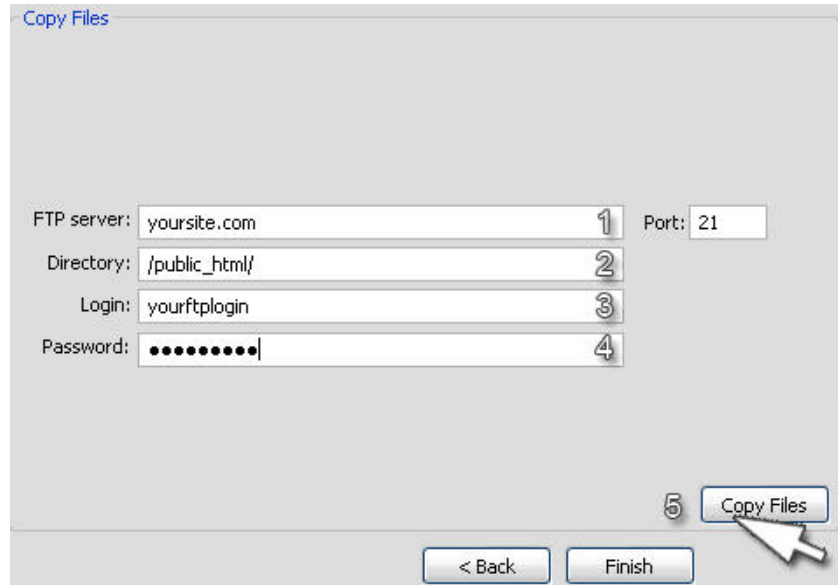 Copy Files
FTP server: yoursite.com 1 Port: 21
Directory: /public_html/ 2
Login: yourftplogin 3
Password: ●●●●●●●●● 4
5 Copy Files
< Back Finish